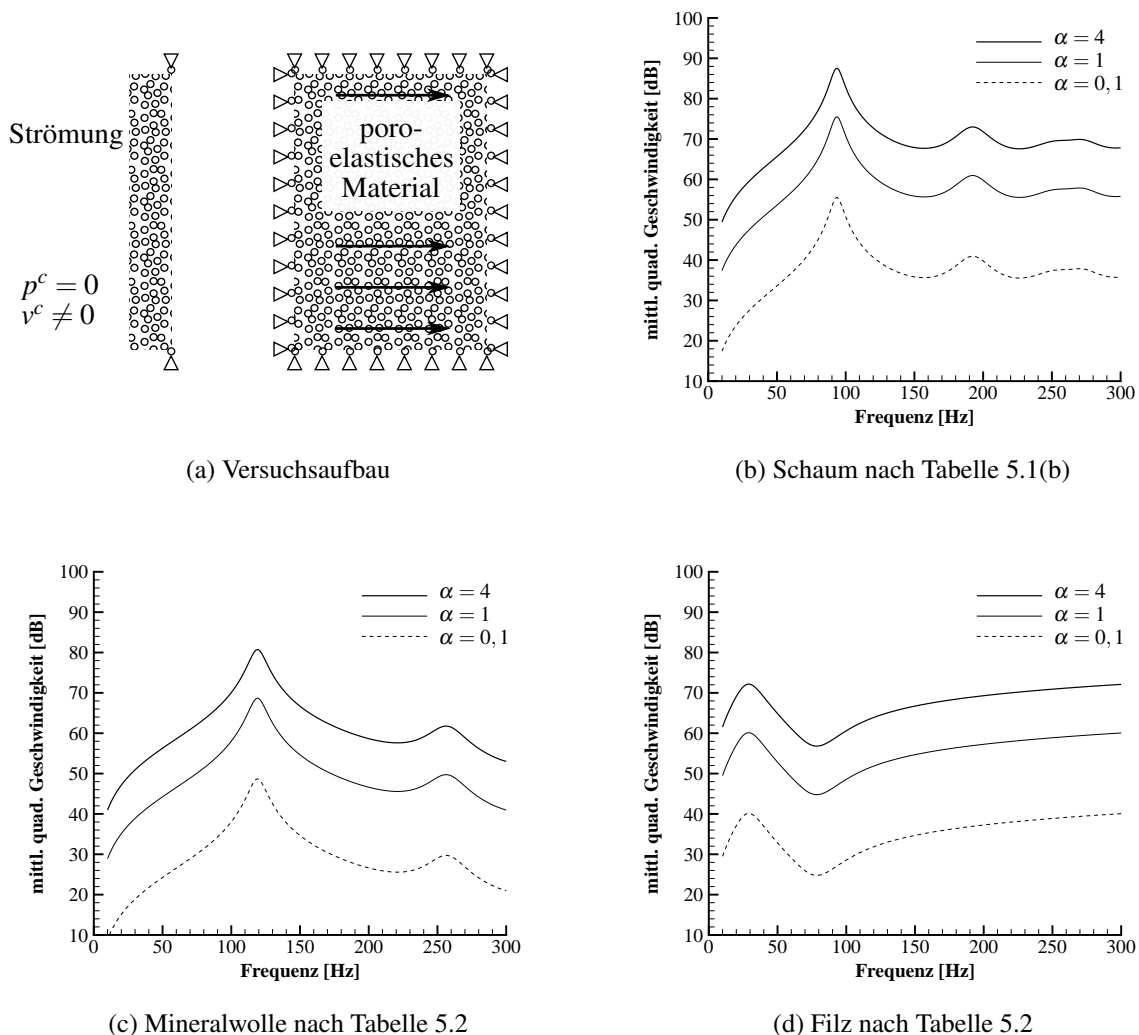 Strömung
p^c = 0
v^c ≠ 0
poro-
elastisches
Material
(a) Versuchsaufbau
mittl. quad. Geschwindigkeit [dB]
100
90
80
70
60
50
40
30
20
10
0 50 100 150 200 250 300
Frequenz [Hz]
α = 4
α = 1
α = 0,1
(b) Schaum nach Tabelle 5.1(b)
mittl. quad. Geschwindigkeit [dB]
100
90
80
70
60
50
40
30
20
10
0 50 100 150 200 250 300
Frequenz [Hz]
α = 4
α = 1
α = 0,1
(c) Mineralwolle nach Tabelle 5.2
mittl. quad. Geschwindigkeit [dB]
100
90
80
70
60
50
40
30
20
10
0 50 100 150 200 250 300
Frequenz [Hz]
α = 4
α = 1
α = 0,1
(d) Filz nach Tabelle 5.2